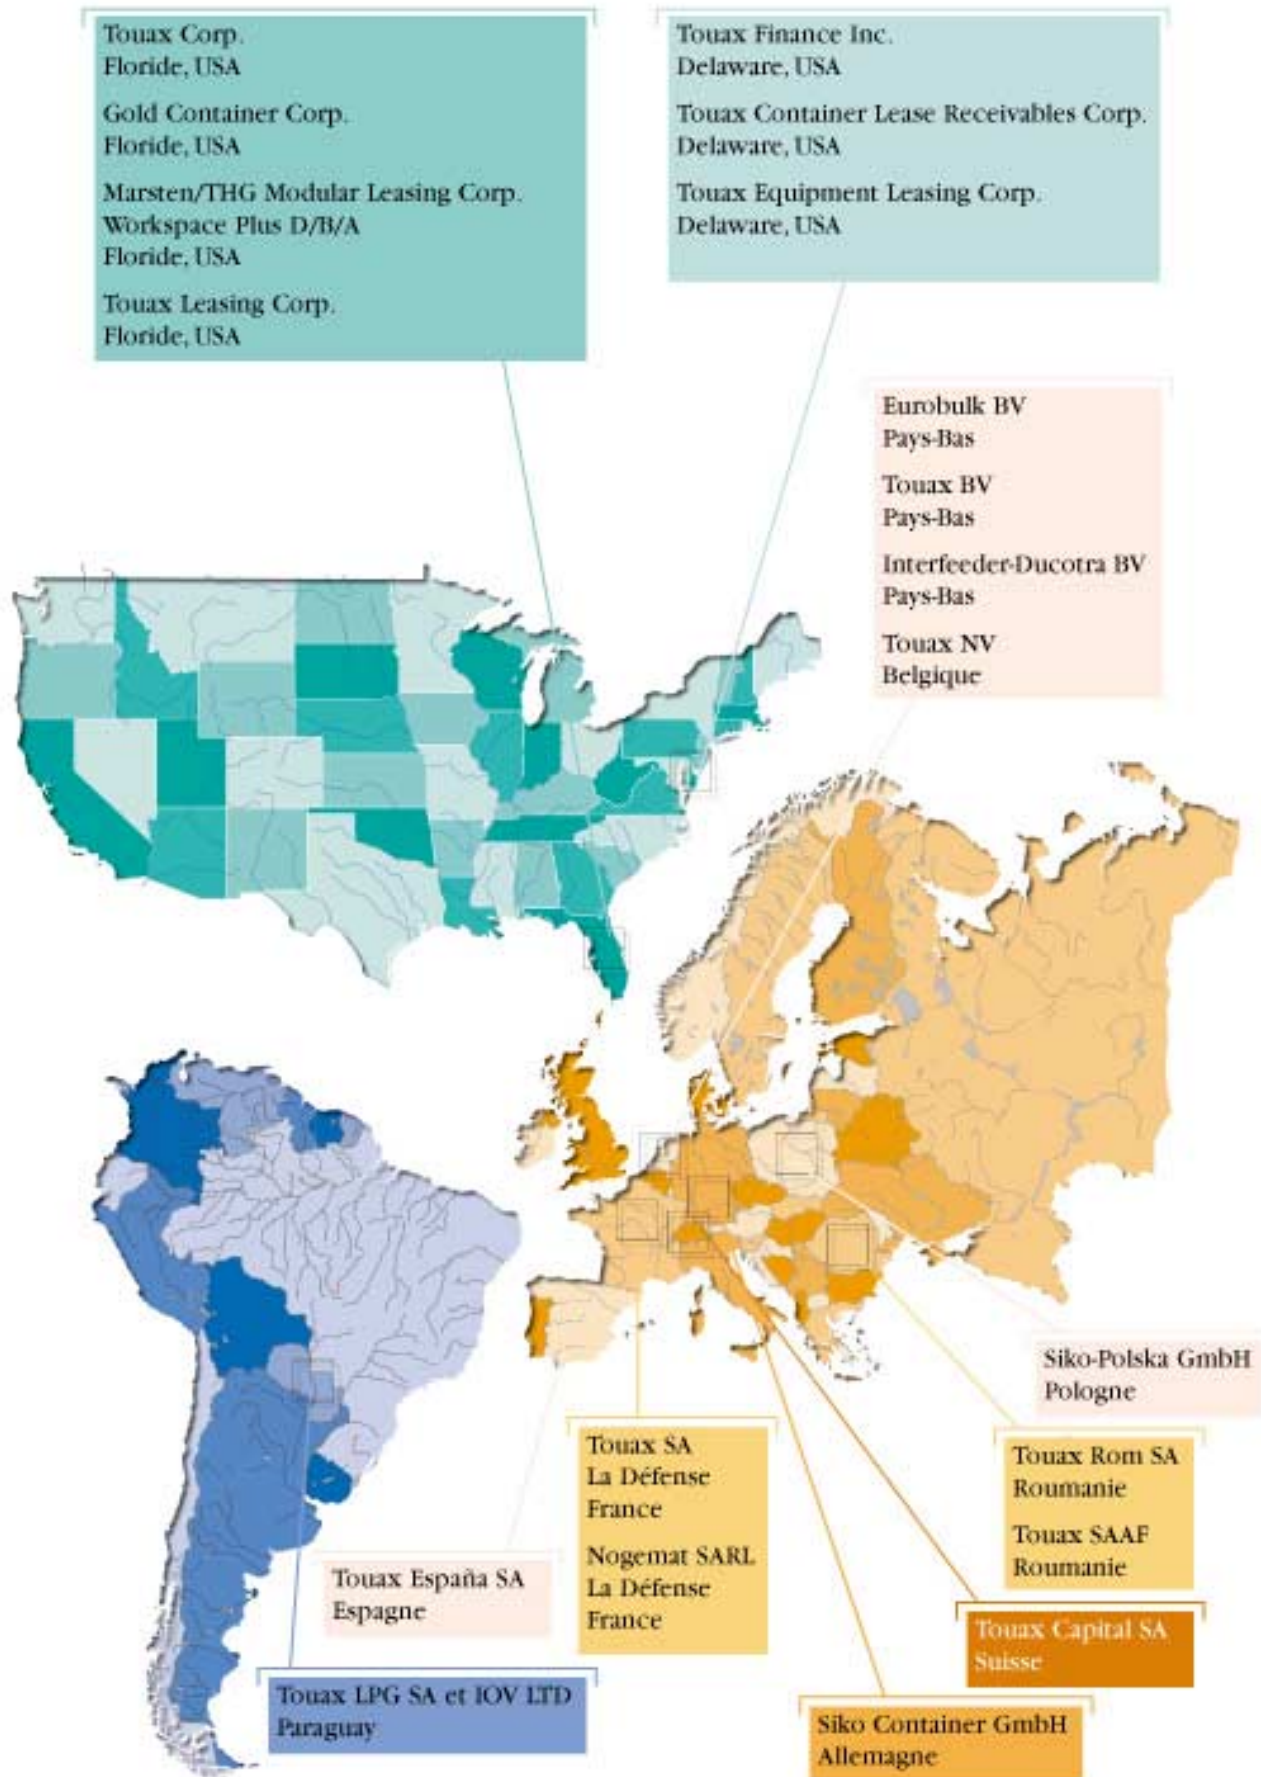 Touax Corp.
Floride, USA
Gold Container Corp.
Floride, USA
Marsten/THG Modular Leasing Corp.
Workspace Plus D/B/A
Floride, USA
Touax Leasing Corp.
Floride, USA
Touax Finance Inc.
Delaware, USA
Touax Container Lease Receivables Corp.
Delaware, USA
Touax Equipment Leasing Corp.
Delaware, USA
Eurobulk BV
Pays-Bas
Touax BV
Pays-Bas
Interfeeder-Ducotra BV
Pays-Bas
Touax NV
Belgique
Siko-Polska GmbH
Pologne
Touax Rom SA
Roumanie
Touax SAAF
Roumanie
Touax SA
La Défense
France
Nogemat SARL
La Défense
France
Touax España SA
Espagne
Touax Capital SA
Suisse
Touax LPG SA et IOV LTD
Paraguay
Siko Container GmbH
Allemagne